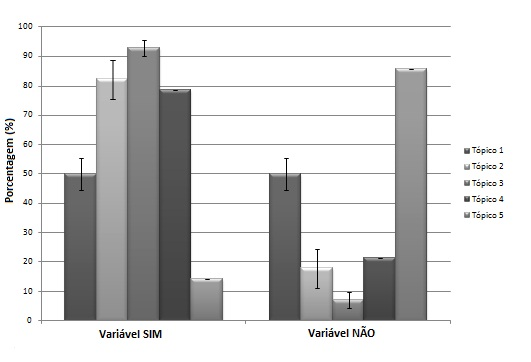 Porcentagem (%)
100
90
80
70
60
50
40
30
20
10
0
Variável SIM
Variável NÃO
Tópico 1
Tópico 2
Tópico 3
Tópico 4
Tópico 5